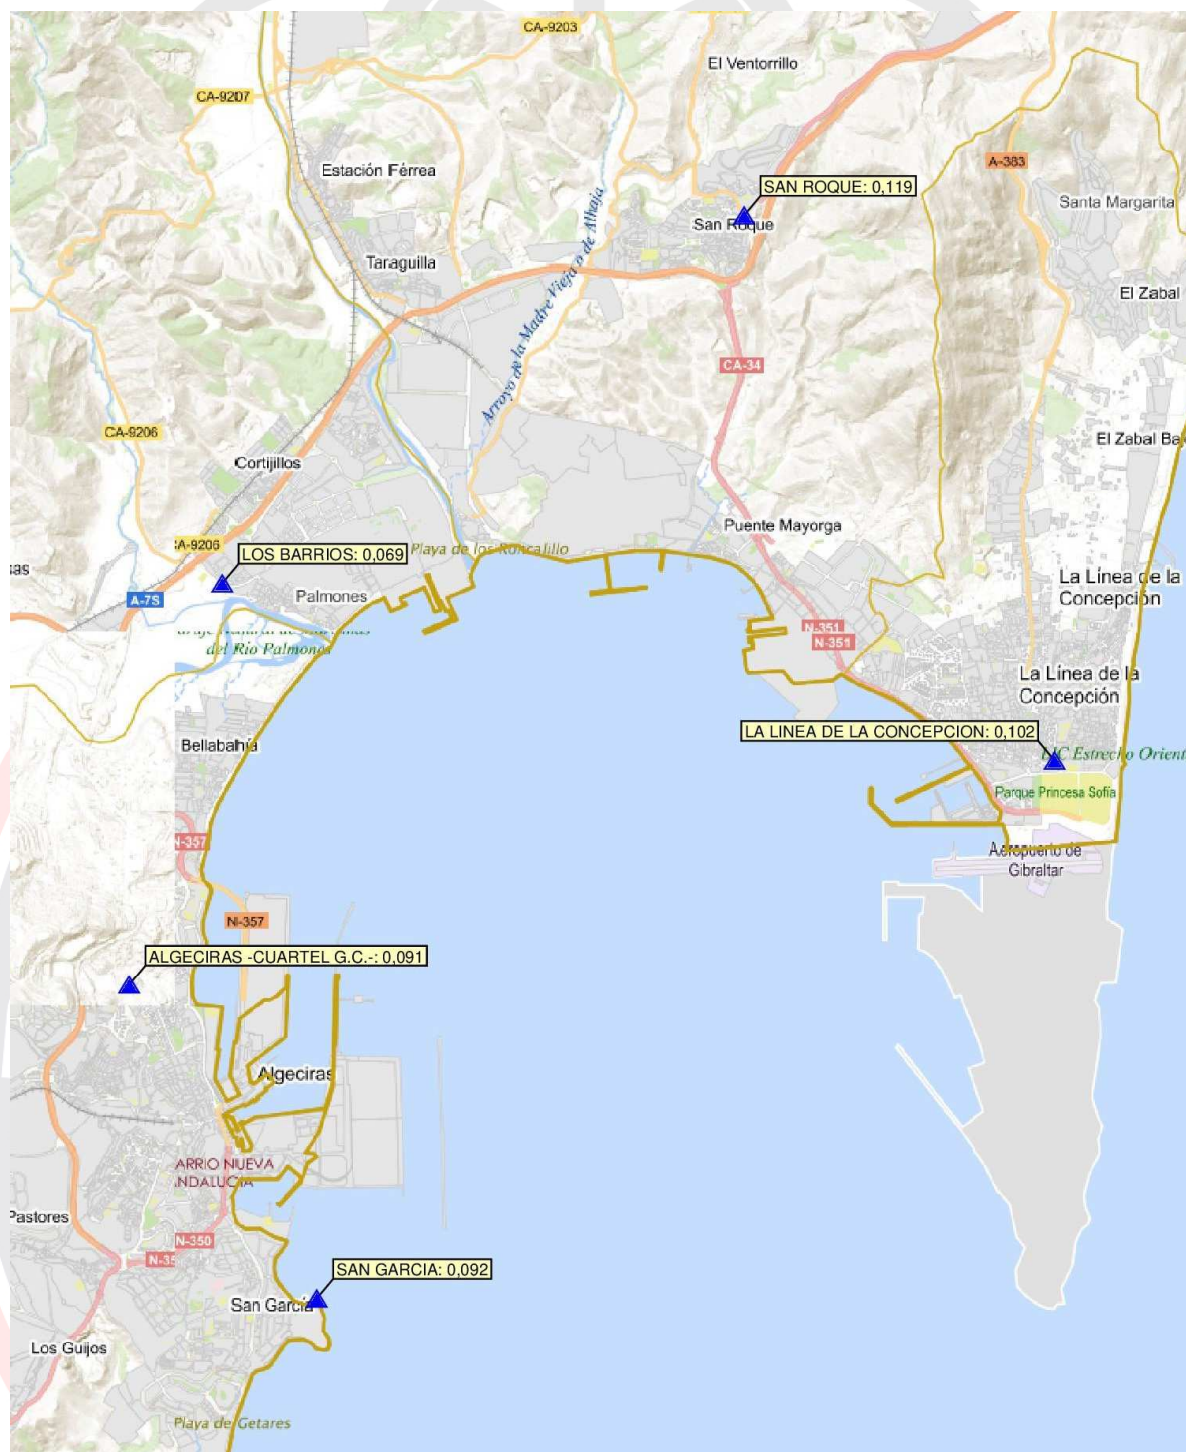 CA-9203
El Ventorrillo
CA-9207
Estación Férrea
A-383
SAN ROQUE: 0,119
Santa Margarita
San Roque
Arroyo de la Madre Vieja o de Albaja
Taraguilla
El Zabal
CA-34
CA-9206
El Zabal Ba
Cortijillos
Puente Mayorga
CA-9206
LOS BARRIOS: 0,069
Playa de los Roncalillo
La Línea de la
Concepción
Palmones
A-7S
N-351
N-351
del Río Palmones
La Línea de la
Concepción
LA LINEA DE LA CONCEPCION: 0,102
Bellabahía
LIC Estrecho Orient
Parque Princesa Sofía
N-357
Aeropuerto de
Gibraltar
N-357
ALGECIRAS -CUARTEL G.C.-: 0,091
Algeciras
ARRIO NUEVA
NDALUCIA
Pastores
N-350
N-35
SAN GARCIA: 0,092
San García
Los Guijos
Playa de Getares